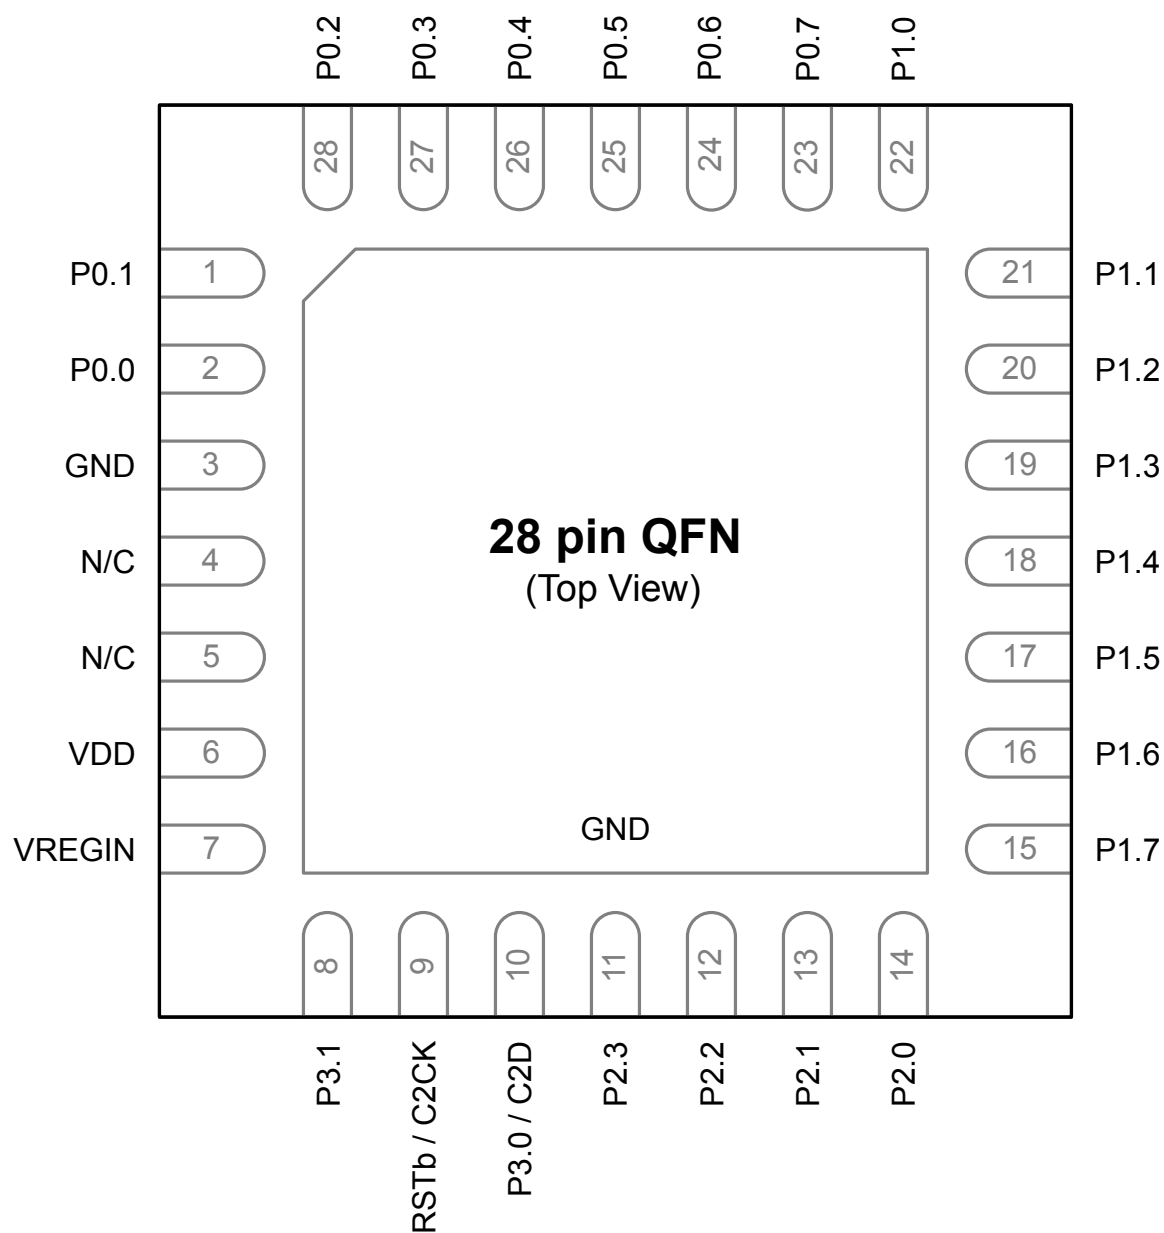 P0.2
P0.3
P0.4
P0.5
P0.6
P0.7
P1.0
28
27
26
25
24
23
22
P0.1
1
21
P1.1
P0.0
2
20
P1.2
GND
3
19
P1.3
28 pin QFN
(Top View)
N/C
4
18
P1.4
N/C
5
17
P1.5
VDD
6
16
P1.6
GND
VREGIN
7
15
P1.7
8
9
10
11
12
13
14
P3.1
RSTb / C2CK
P3.0 / C2D
P2.3
P2.2
P2.1
P2.0